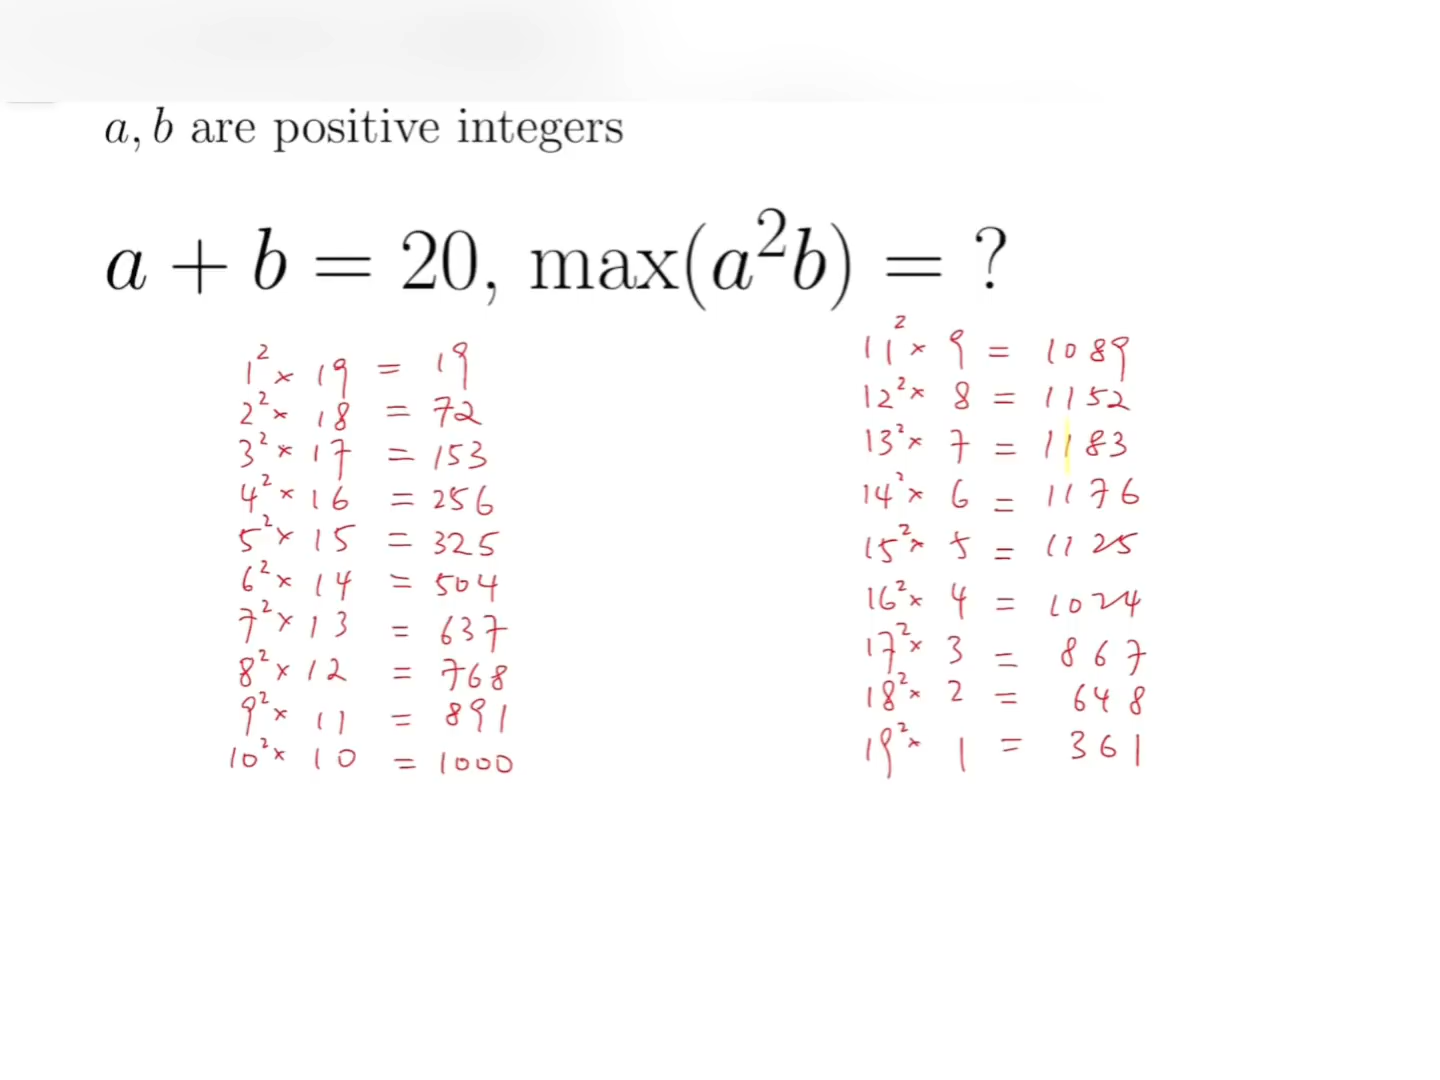 a, b are positive integers
a + b = 20, max(a²b) = ?
1² × 19 = 19
2² × 18 = 72
3² × 17 = 153
4² × 16 = 256
5² × 15 = 325
6² × 14 = 504
7² × 13 = 637
8² × 12 = 768
9² × 11 = 891
10² × 10 = 1000
11² × 9 = 1089
12² × 8 = 1152
13² × 7 = 1183
14² × 6 = 1176
15² × 5 = 1125
16² × 4 = 1024
17² × 3 = 867
18² × 2 = 648
19² × 1 = 361